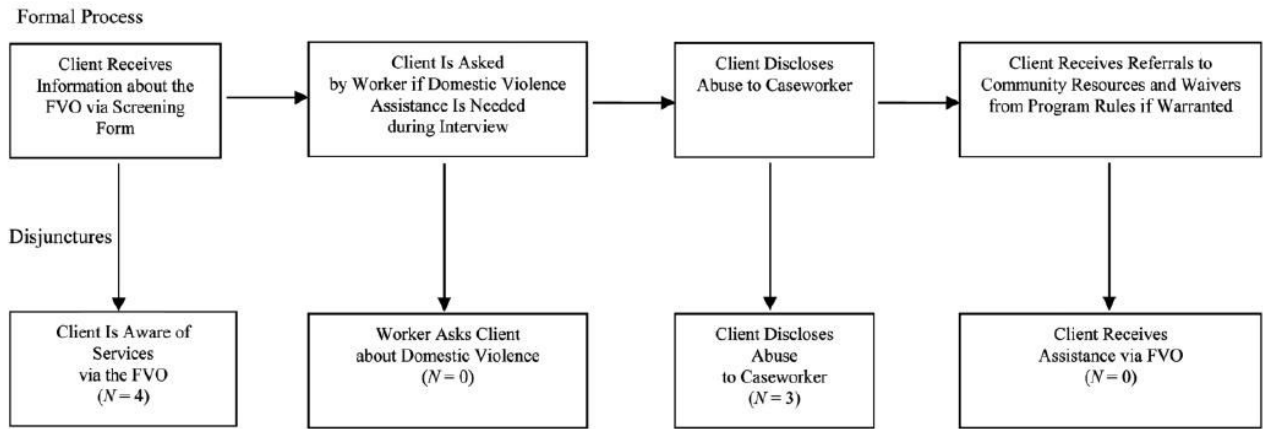 Formal Process
Client Receives
Information about the
FVO via Screening
Form
Client Is Asked
by Worker if Domestic Violence
Assistance Is Needed
during Interview
Client Discloses
Abuse to Caseworker
Client Receives Referrals to
Community Resources and Waivers
from Program Rules if Warranted
Disjunctures
Client Is Aware of
Services
via the FVO
(N = 4)
Worker Asks Client
about Domestic Violence
(N = 0)
Client Discloses
Abuse
to Caseworker
(N = 3)
Client Receives
Assistance via FVO
(N = 0)